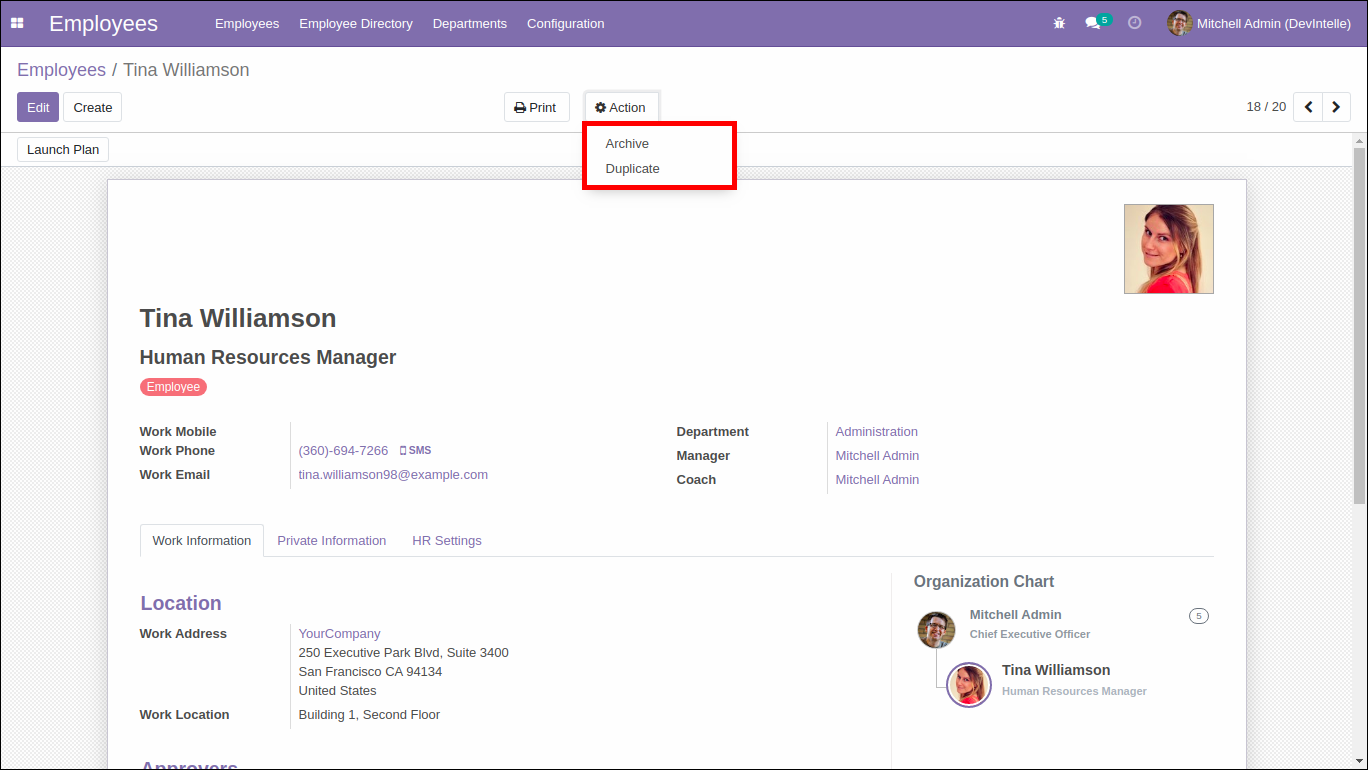 Employees Employees Employee Directory Departments Configuration 5 Mitchell Admin (DevIntelle)
Employees / Tina Williamson
Edit Create Print Action 18 / 20
Archive
Duplicate
Launch Plan
Tina Williamson
Human Resources Manager
Employee
Work Mobile
Work Phone (360)-694-7266 SMS
Work Email tina.williamson98@example.com
Department Administration
Manager Mitchell Admin
Coach Mitchell Admin
Work Information Private Information HR Settings
Location
Work Address YourCompany
250 Executive Park Blvd, Suite 3400
San Francisco CA 94134
United States
Work Location Building 1, Second Floor
Approvers
Organization Chart
Mitchell Admin 5
Chief Executive Officer
Tina Williamson
Human Resources Manager